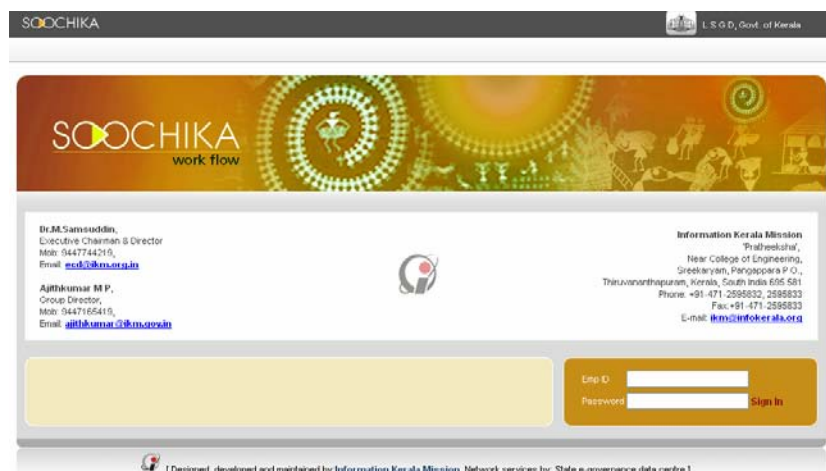 SOOCHIKA
L S G D, Govt. of Kerala
SOOCHIKA
work flow
Dr.M.Samsuddin,
Executive Chairman & Director
Mob: 9447744219,
Email: ecd@ikm.org.in
Ajithkumar M P,
Group Director,
Mob: 9447165419,
Email: ajithkumar@ikm.gov.in
Information Kerala Mission
'Pratheeksha',
Near College of Engineering,
Sreekaryam, Pangappara P.O.,
Thiruvananthapuram, Kerala, South India 695 581
Phone: +91-471-2595832, 2595833
Fax:+91-471-2595833
E-mail: ikm@infokerala.org
Emp ID
Password
Sign In
[ Designed, developed and maintained by Information Kerala Mission. Network services by: State e-governance data centre ]